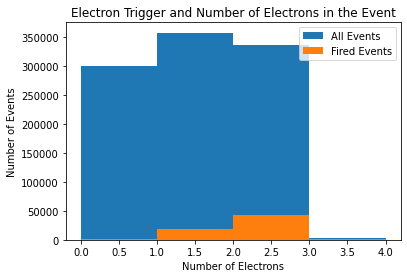 Electron Trigger and Number of Electrons in the Event
All Events
Fired Events
Number of Events
350000
300000
250000
200000
150000
100000
50000
0
0.0 0.5 1.0 1.5 2.0 2.5 3.0 3.5 4.0
Number of Electrons